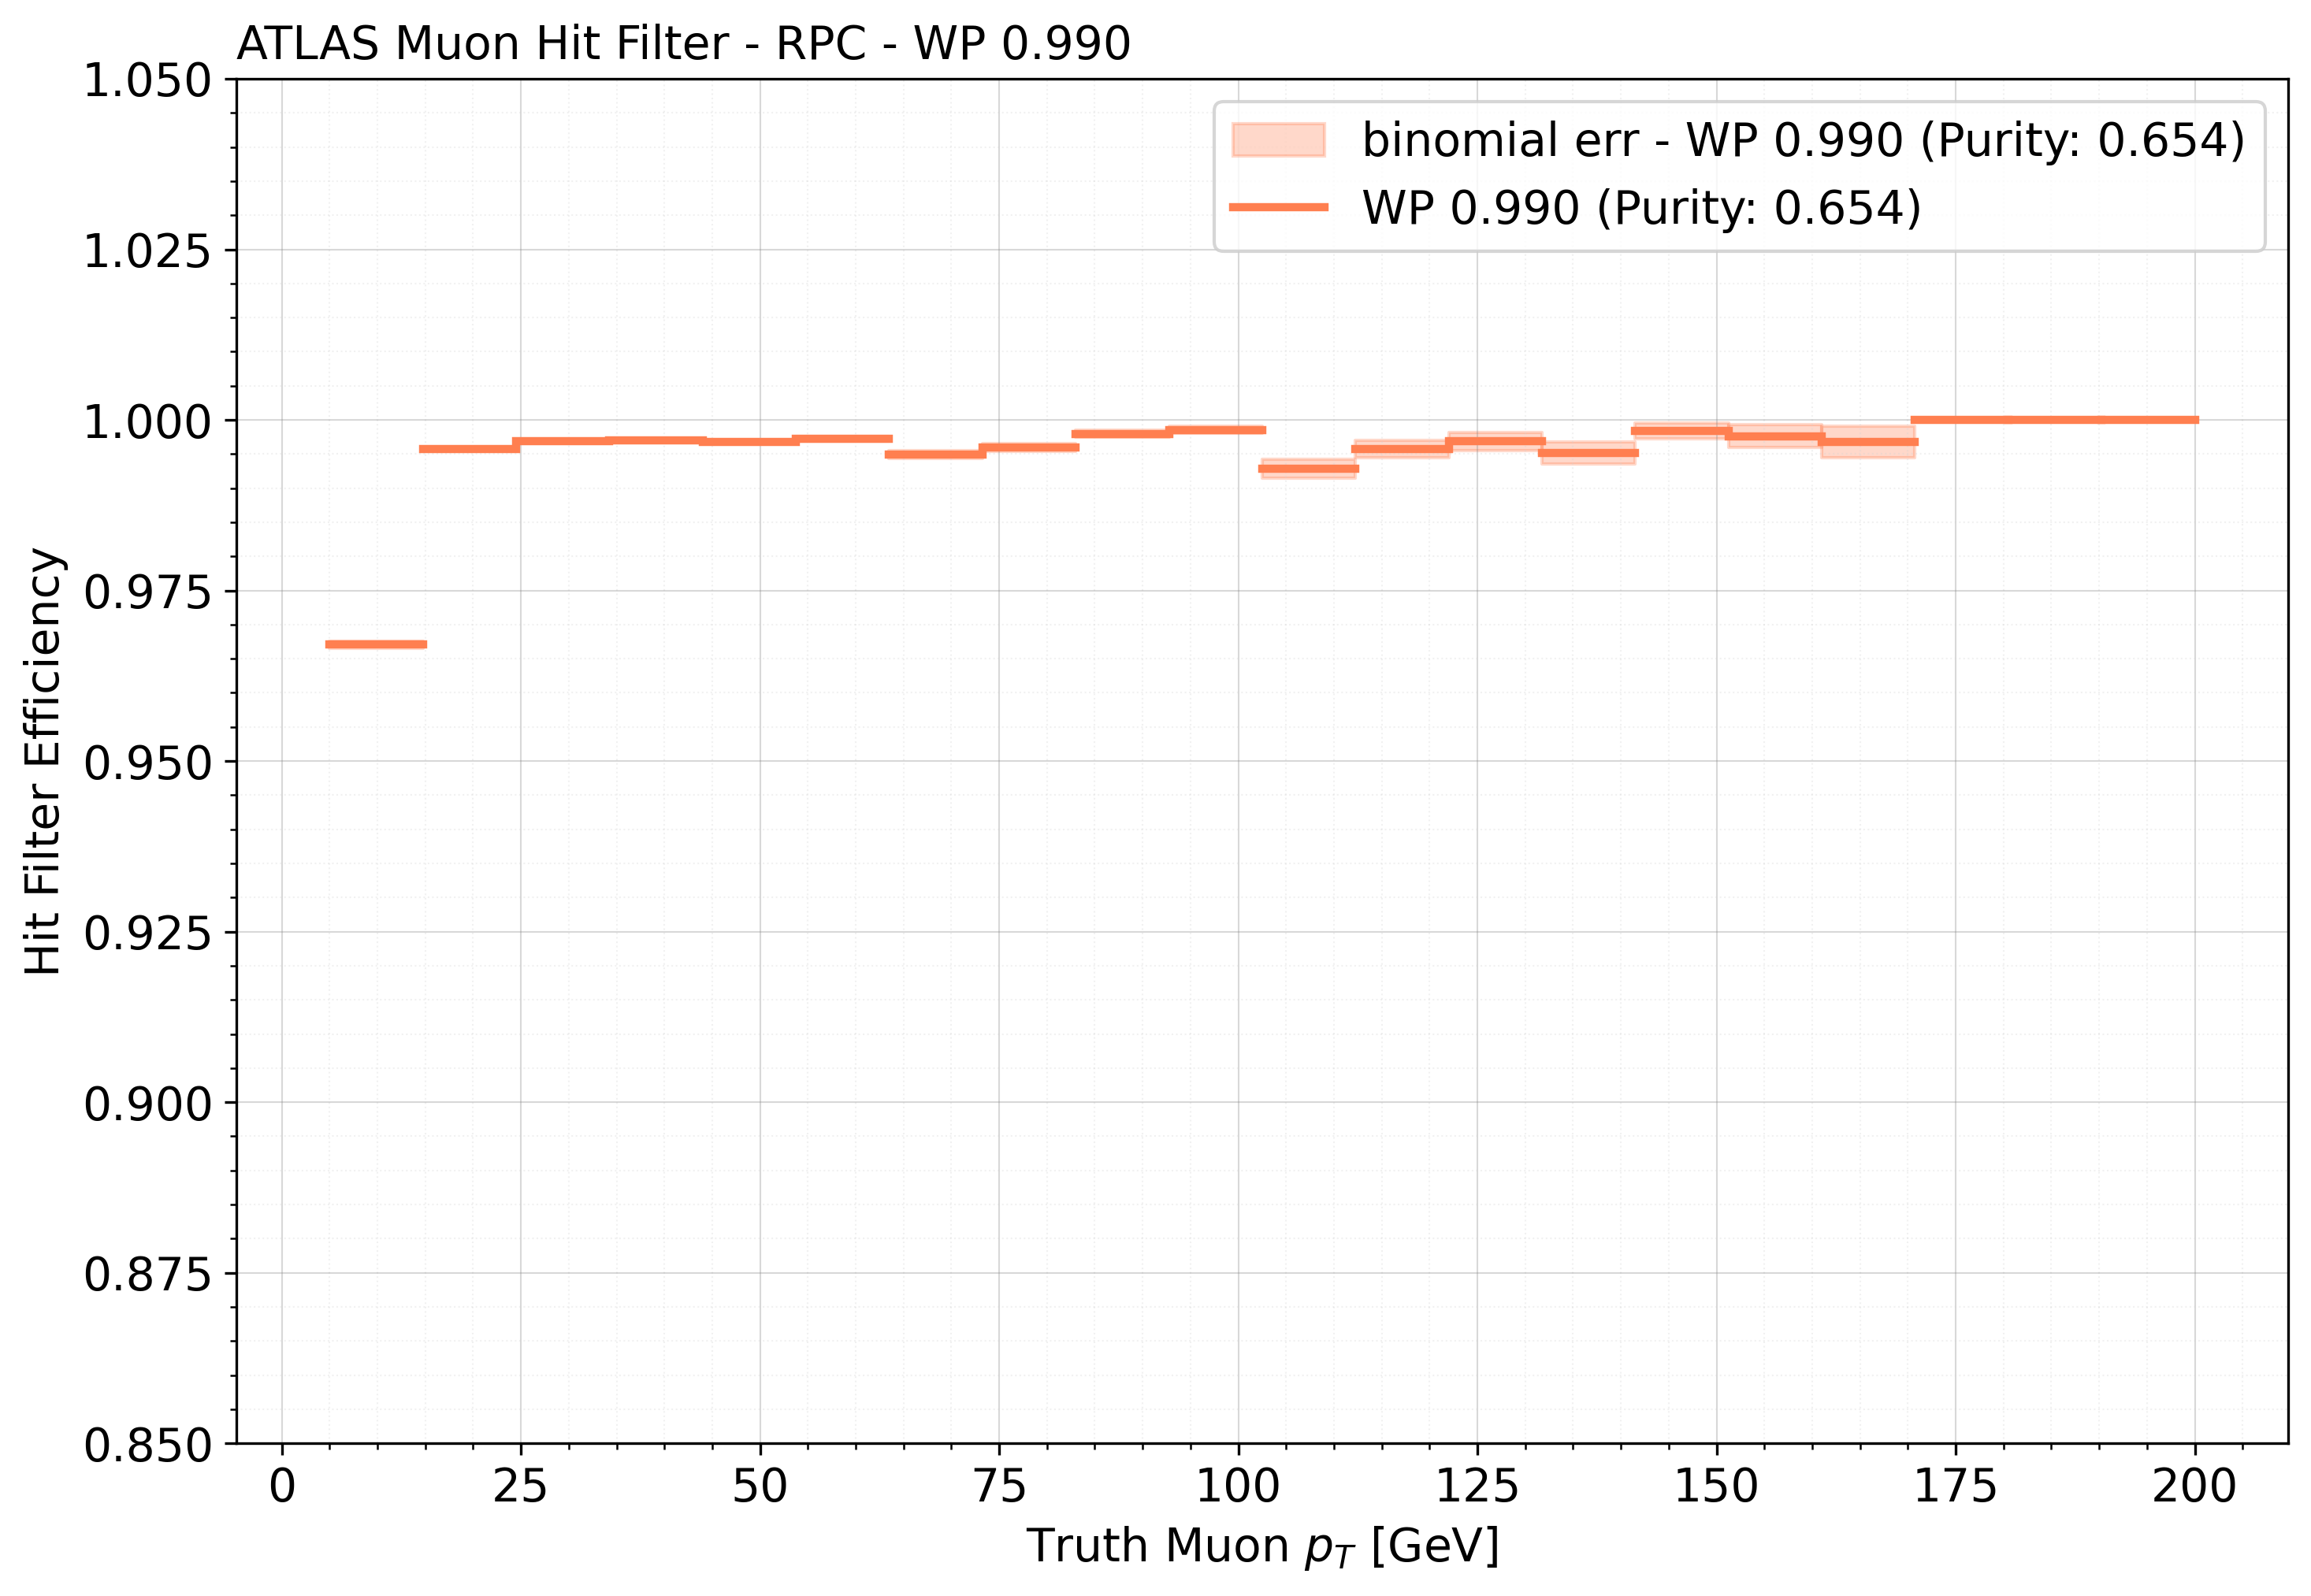 ATLAS Muon Hit Filter - RPC - WP 0.990
1.050
1.025
1.000
0.975
0.950
0.925
0.900
0.875
0.850
Hit Filter Efficiency
binomial err - WP 0.990 (Purity: 0.654)
WP 0.990 (Purity: 0.654)
0 25 50 75 100 125 150 175 200
Truth Muon p_T [GeV]